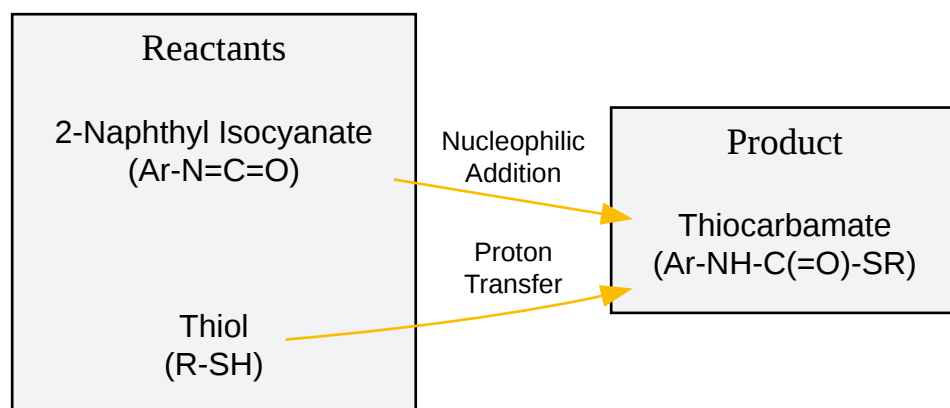 Reactants
2-Naphthyl Isocyanate
(Ar-N=C=O)
Thiol
(R-SH)
Nucleophilic
Addition
Proton
Transfer
Product
Thiocarbamate
(Ar-NH-C(=O)-SR)